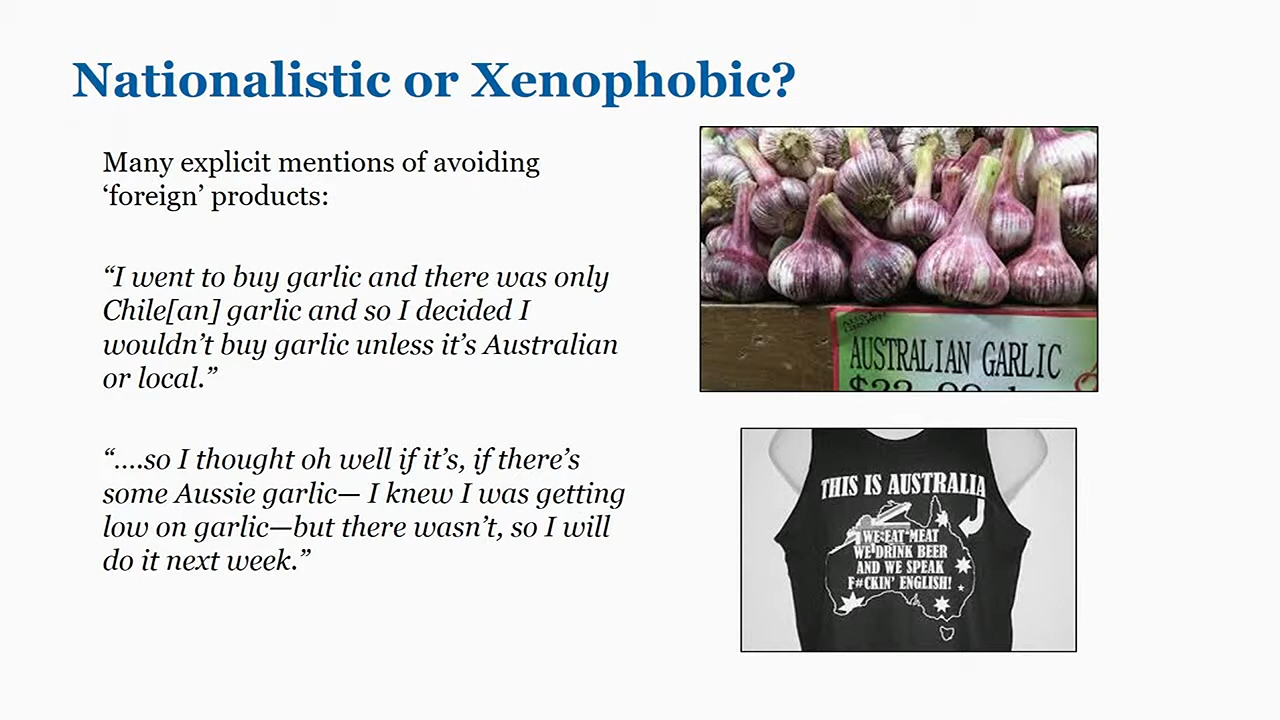 Nationalistic or Xenophobic?
Many explicit mentions of avoiding
‘foreign’ products:
“I went to buy garlic and there was only
Chile[an] garlic and so I decided I
wouldn’t buy garlic unless it’s Australian
or local.”
“….so I thought oh well if it’s, if there’s
some Aussie garlic— I knew I was getting
low on garlic—but there wasn’t, so I will
do it next week.”
AUSTRALIAN GARLIC
THIS IS AUSTRALIA
WE EAT MEAT
WE DRINK BEER
AND WE SPEAK
F#CKIN’ ENGLISH!